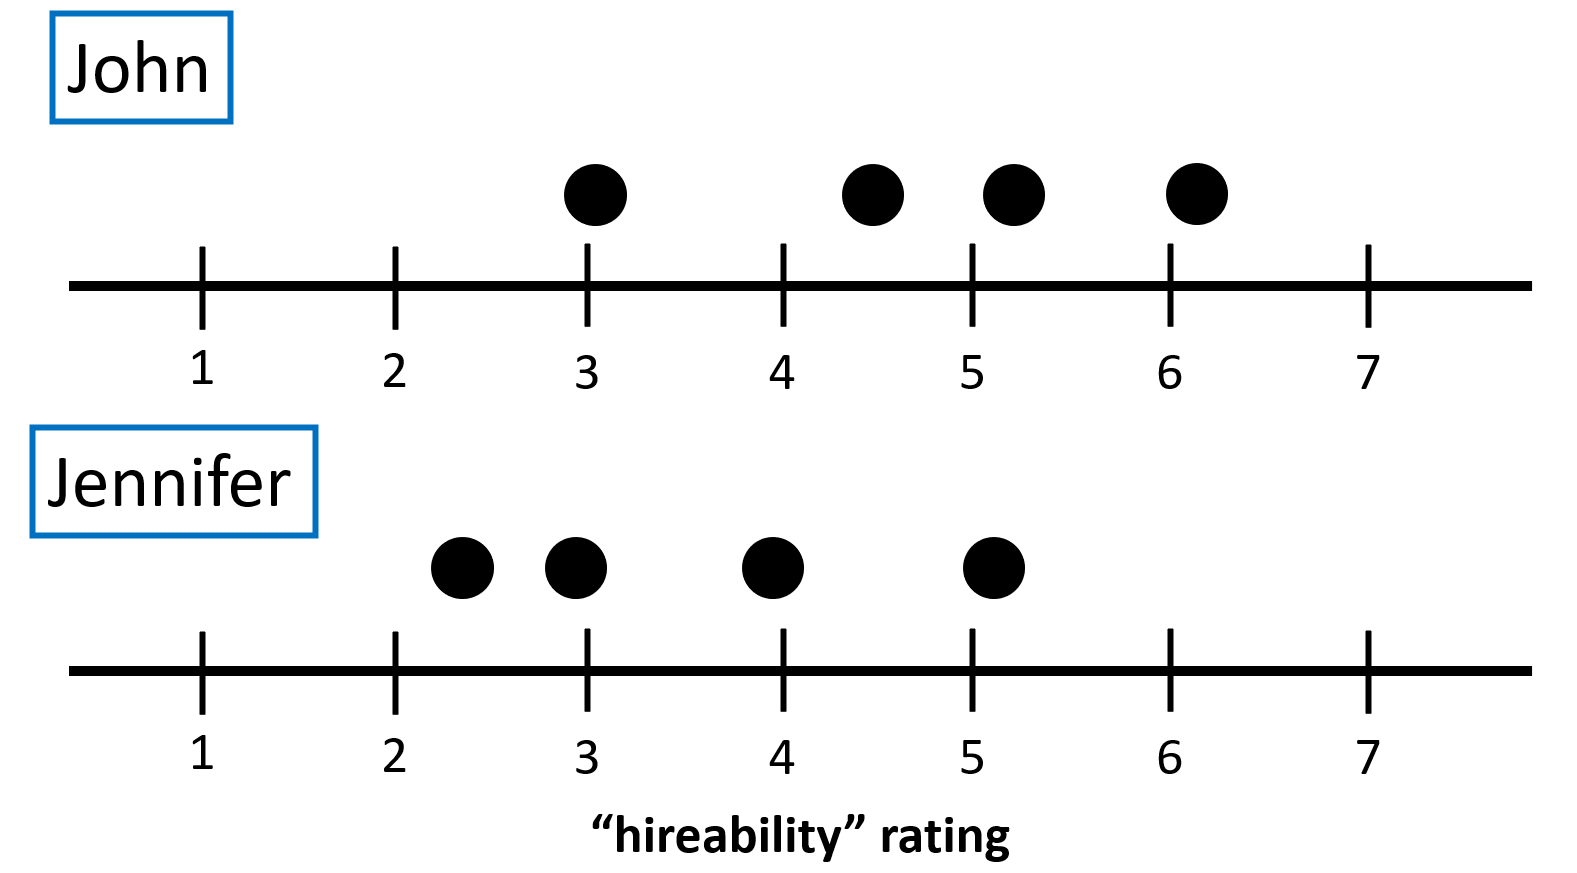 John
1 2 3 4 5 6 7
Jennifer
1 2 3 4 5 6 7
“hireability” rating